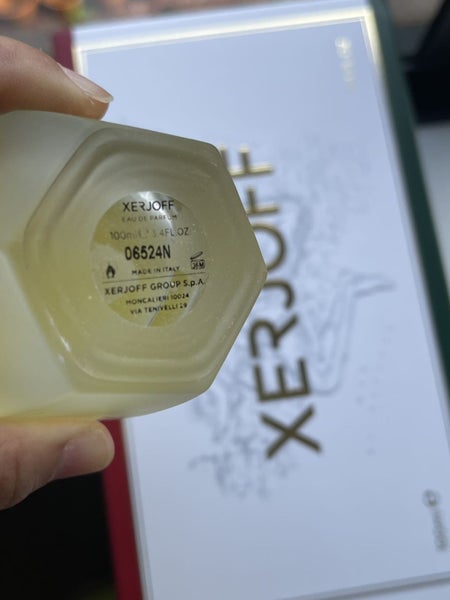 XERJOFF
EAU DE PARFUM
100mL℮ 3.4FL.OZ
06524N
MADE IN ITALY
36M
XERJOFF GROUP S.p.A.
MONCALIERI 10024
VIA TENIVELLI 29
XERJOFF